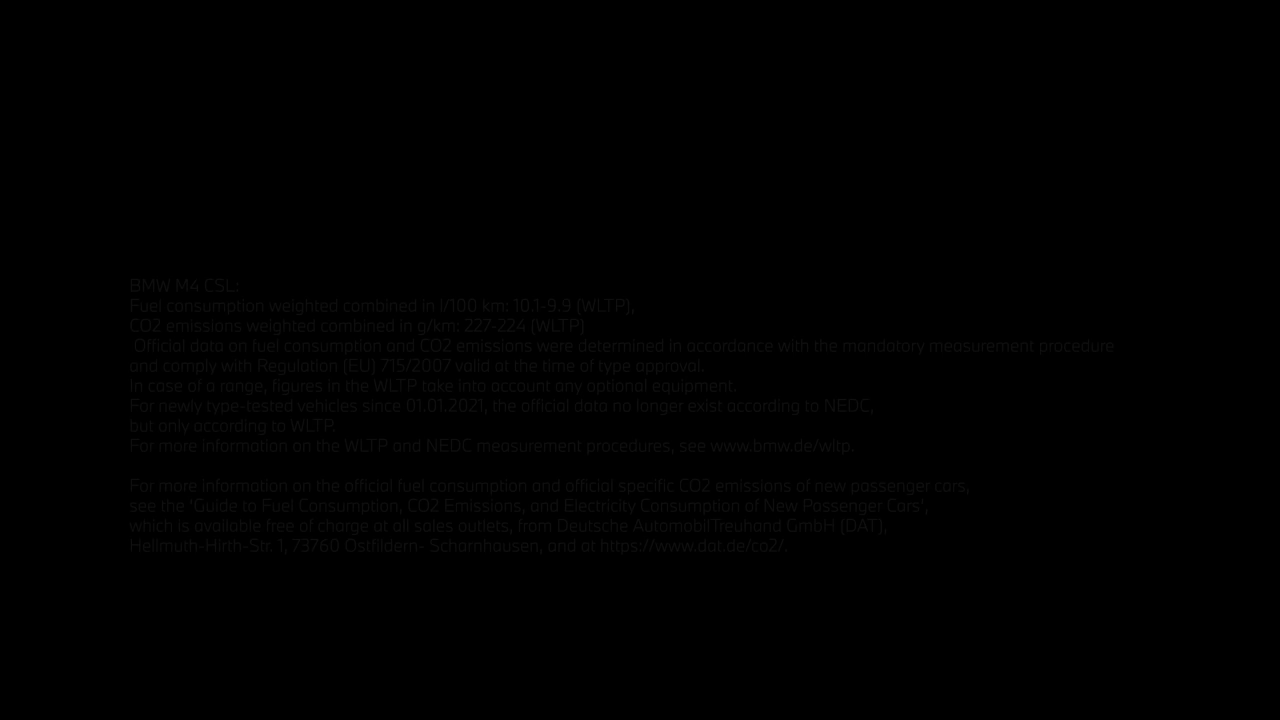 BMW M4 CSL:
Fuel consumption weighted combined in l/100 km: 10.1-9.9 (WLTP),
CO2 emissions weighted combined in g/km: 227-224 (WLTP)
Official data on fuel consumption and CO2 emissions were determined in accordance with the mandatory measurement procedure
and comply with Regulation (EU) 715/2007 valid at the time of type approval.
In case of a range, figures in the WLTP take into account any optional equipment.
For newly type-tested vehicles since 01.01.2021, the official data no longer exist according to NEDC,
but only according to WLTP.
For more information on the WLTP and NEDC measurement procedures, see www.bmw.de/wltp.
For more information on the official fuel consumption and official specific CO2 emissions of new passenger cars,
see the 'Guide to Fuel Consumption, CO2 Emissions, and Electricity Consumption of New Passenger Cars',
which is available free of charge at all sales outlets, from Deutsche AutomobilTreuhand GmbH (DAT),
Hellmuth-Hirth-Str. 1, 73760 Ostfildern- Scharnhausen, and at https://www.dat.de/co2/.